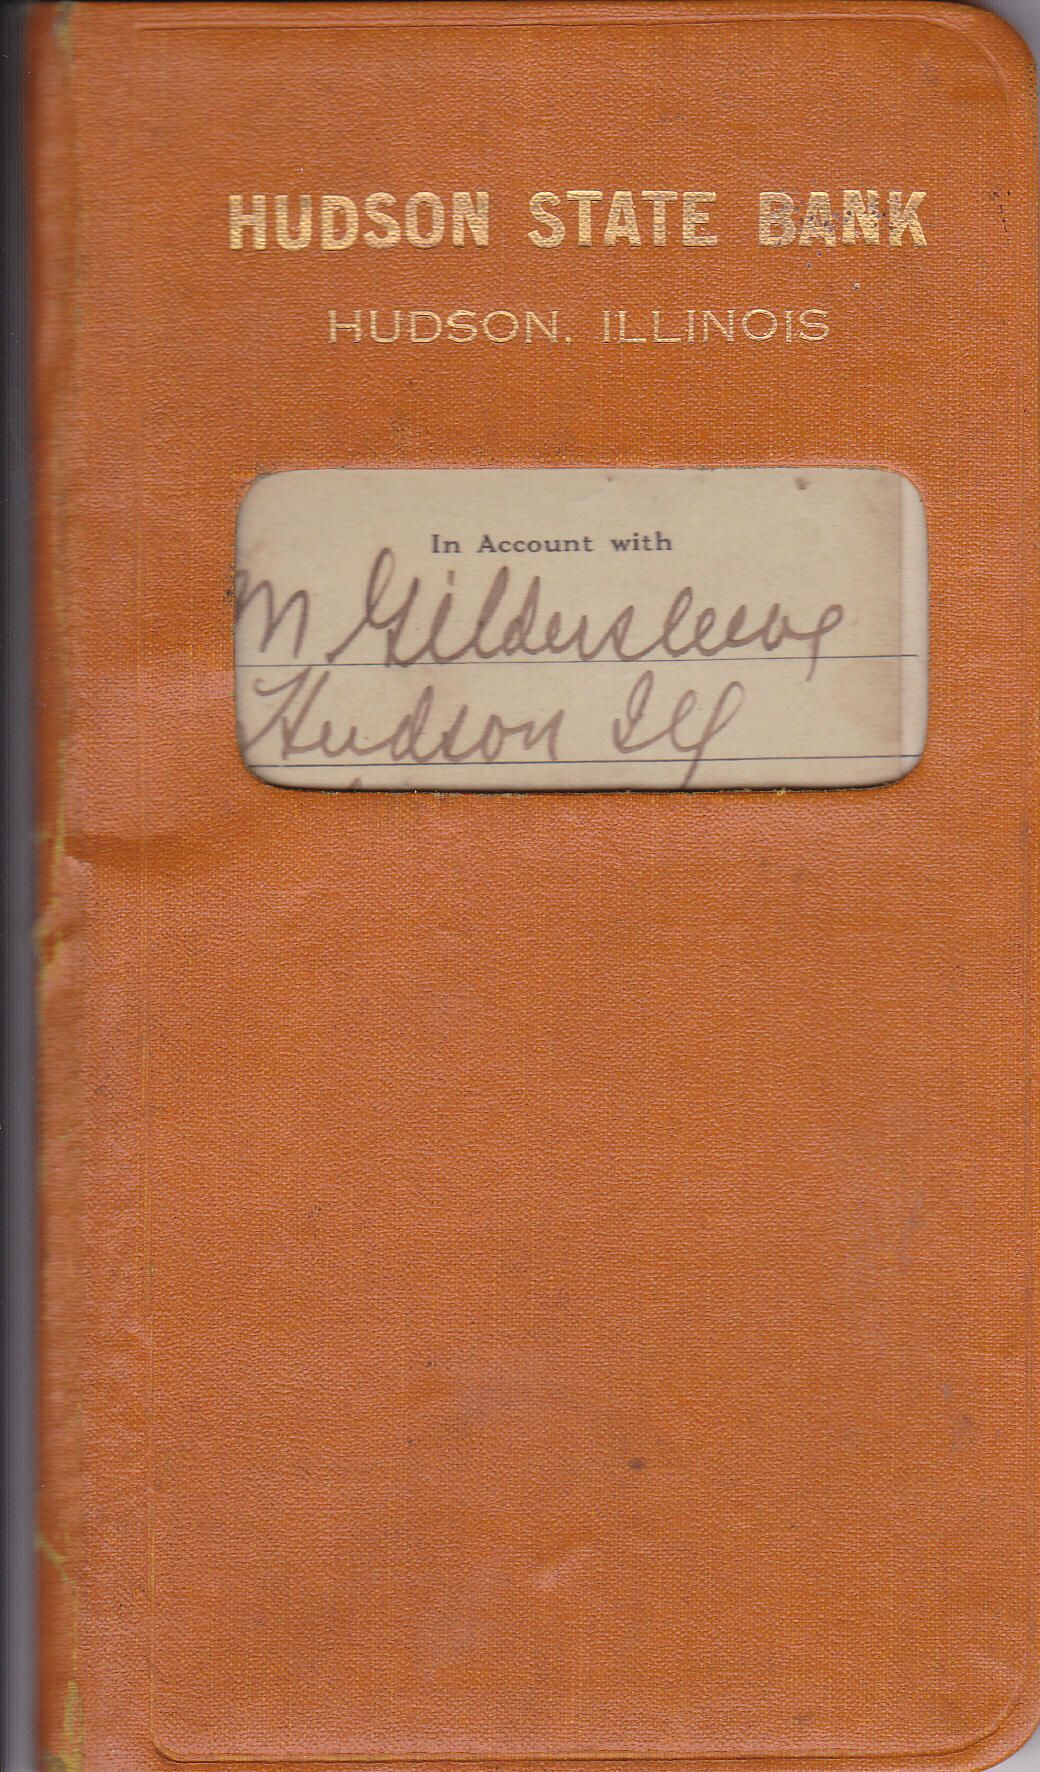 HUDSON STATE BANK
HUDSON, ILLINOIS
In Account with
M Gildersleeve
Hudson Ill